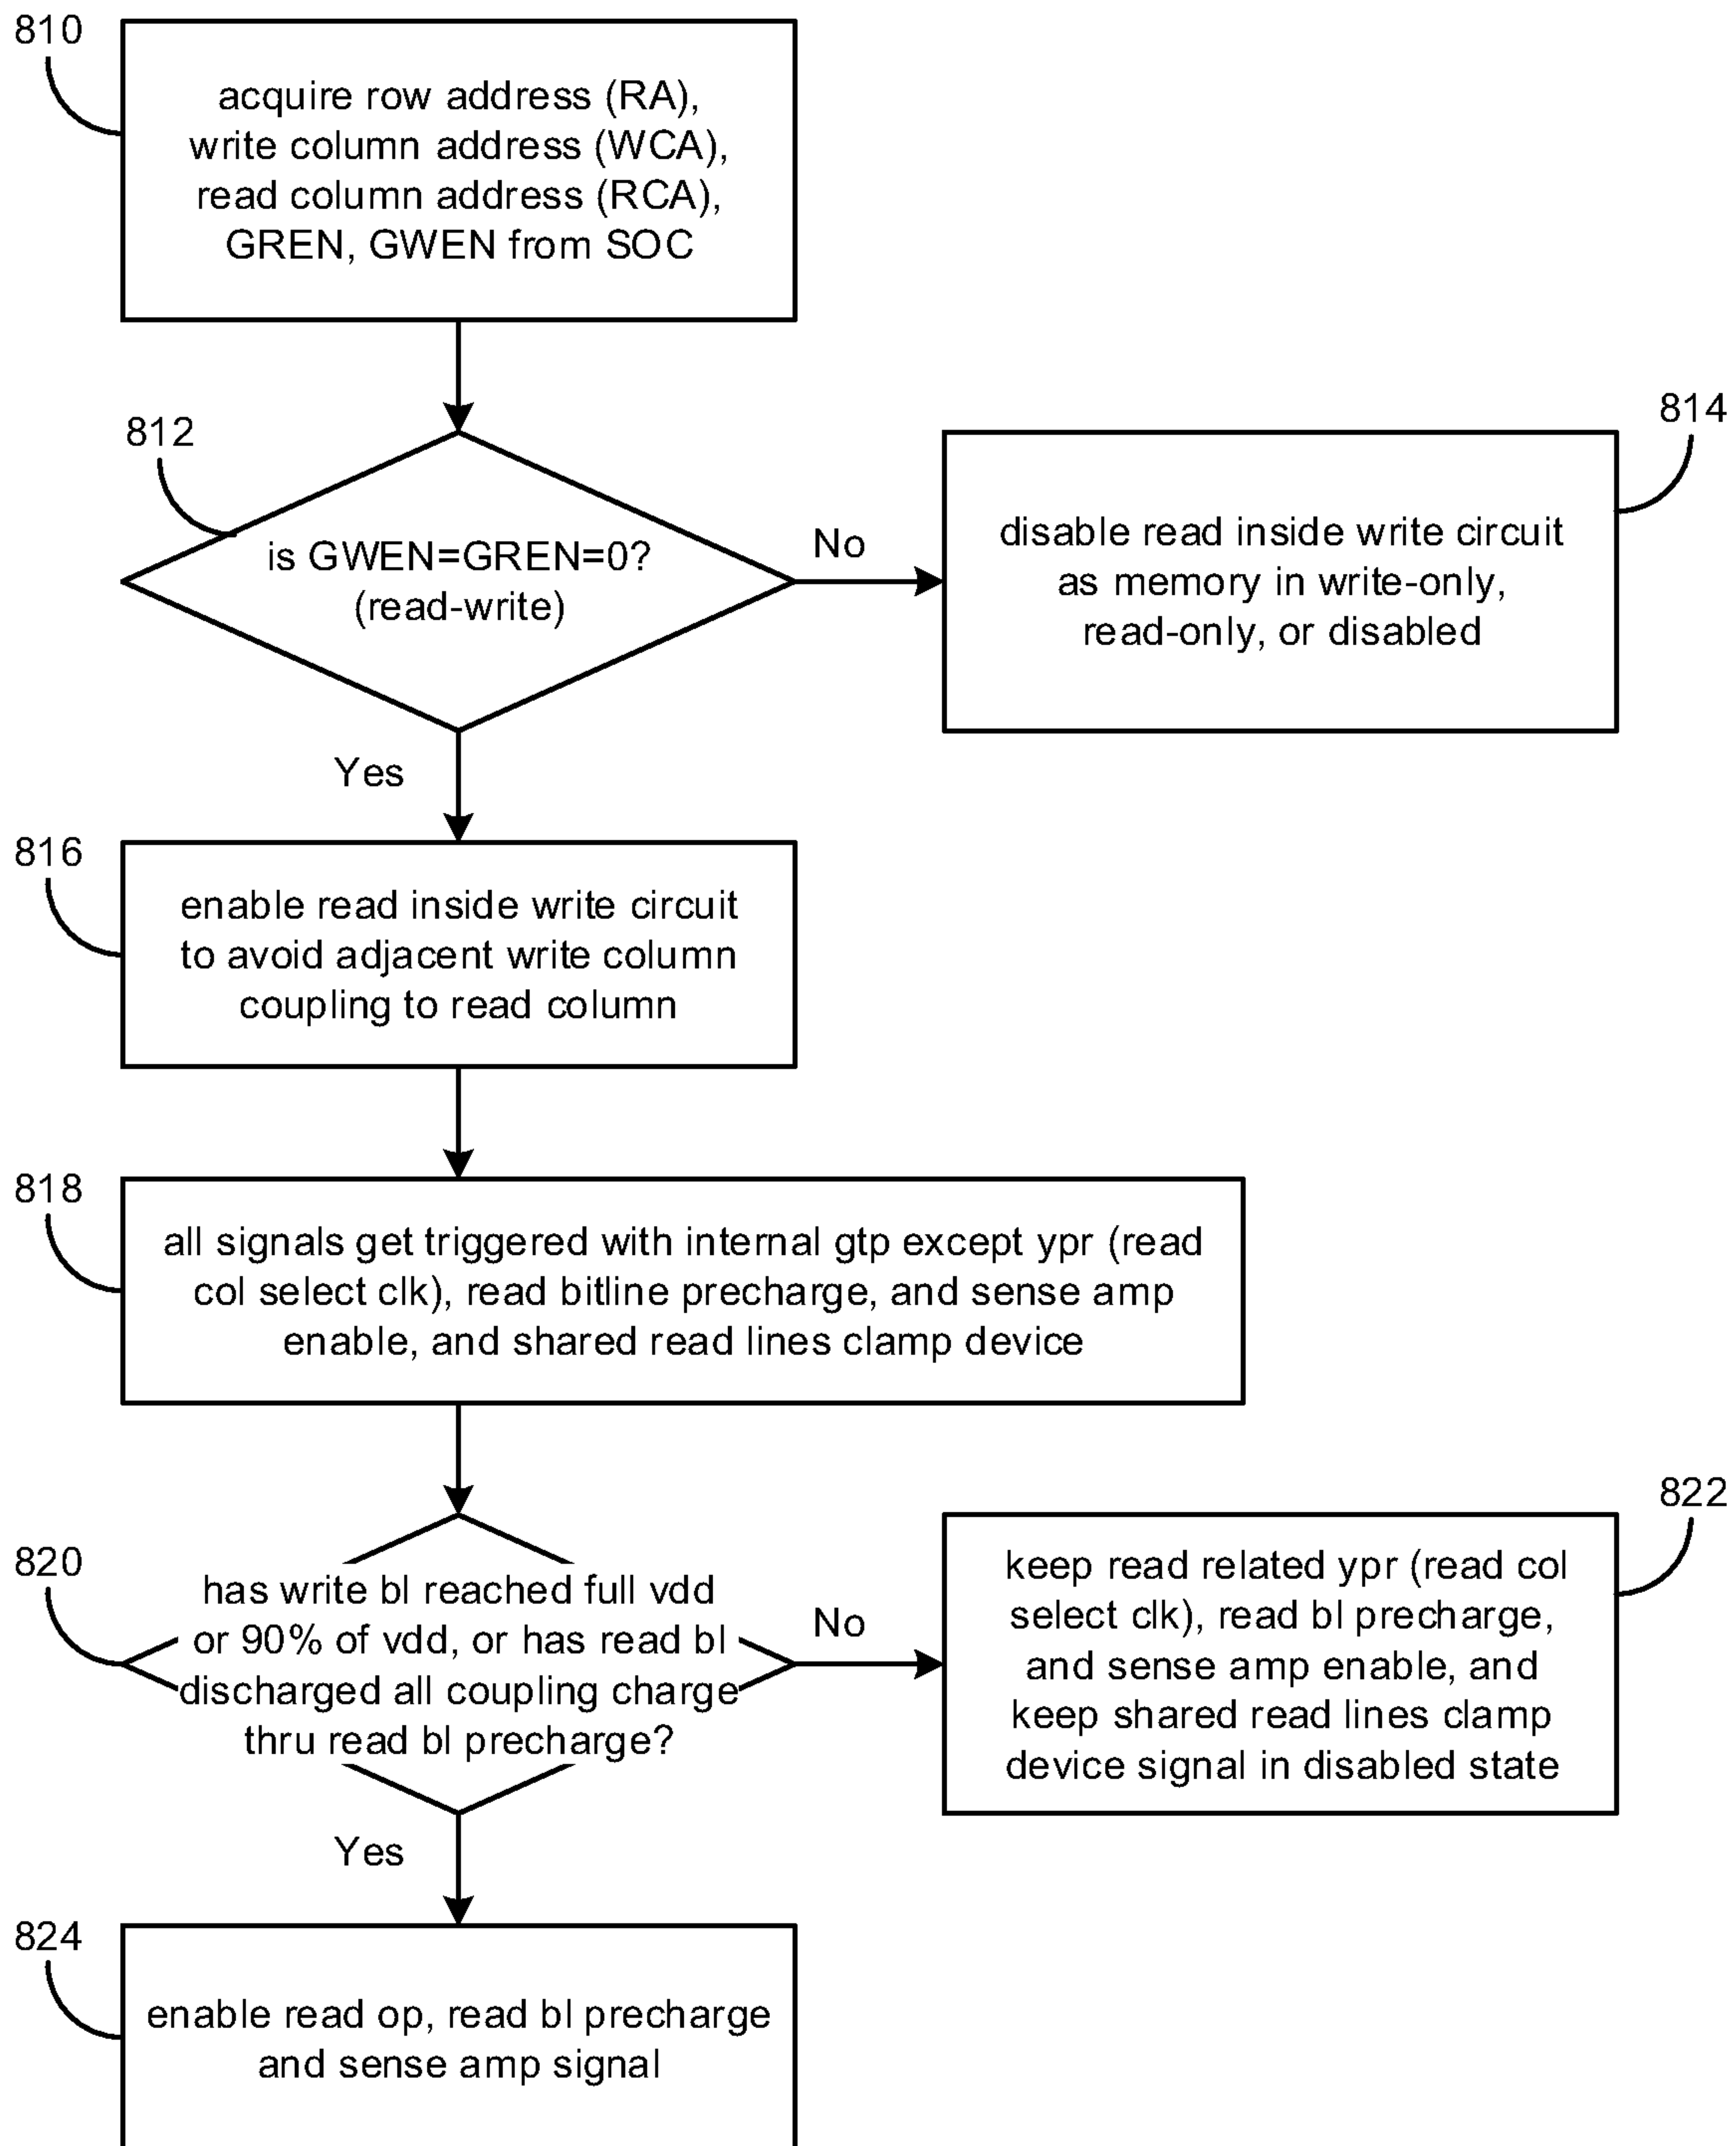 810
acquire row address (RA),
write column address (WCA),
read column address (RCA),
GREN, GWEN from SOC
812
is GWEN=GREN=0?
(read-write)
No
814
disable read inside write circuit
as memory in write-only,
read-only, or disabled
Yes
816
enable read inside write circuit
to avoid adjacent write column
coupling to read column
818
all signals get triggered with internal gtp except ypr (read
col select clk), read bitline precharge, and sense amp
enable, and shared read lines clamp device
820
has write bl reached full vdd
or 90% of vdd, or has read bl
discharged all coupling charge
thru read bl precharge?
No
822
keep read related ypr (read col
select clk), read bl precharge,
and sense amp enable, and
keep shared read lines clamp
device signal in disabled state
Yes
824
enable read op, read bl precharge
and sense amp signal